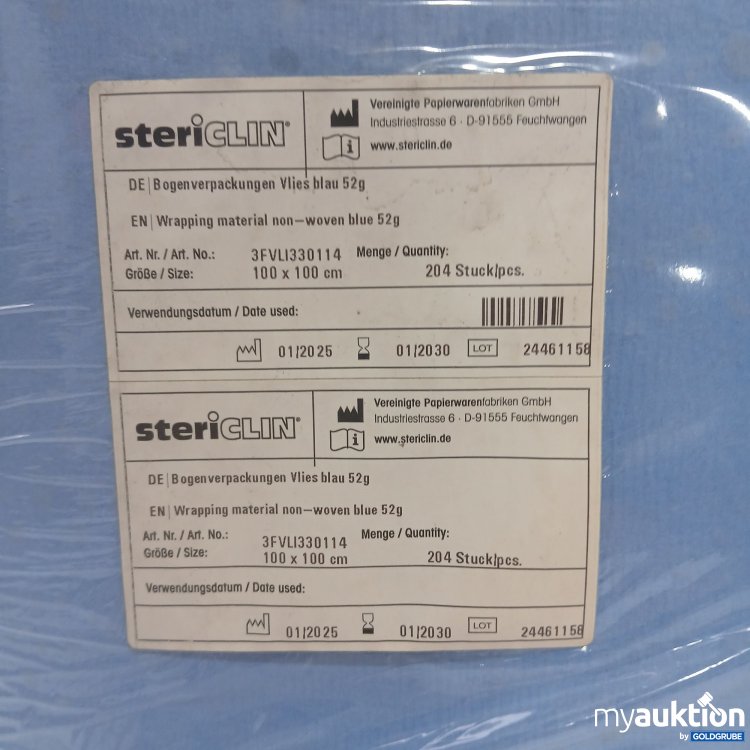 steriCLIN®
Vereinigte Papierwarenfabriken GmbH
Industriestrasse 6 · D-91555 Feuchtwangen
i www.stericlin.de
DE | Bogenverpackungen Vlies blau 52g
EN | Wrapping material non-woven blue 52g
Art. Nr. / Art. No.: 3FVLI330114 Menge / Quantity:
Größe / Size: 100 x 100 cm 204 Stuck/pcs.
Verwendungsdatum / Date used:
01/2025 01/2030 LOT 24461158
steriCLIN®
Vereinigte Papierwarenfabriken GmbH
Industriestrasse 6 · D-91555 Feuchtwangen
i www.stericlin.de
DE | Bogenverpackungen Vlies blau 52g
EN | Wrapping material non-woven blue 52g
Art. Nr. / Art. No.: 3FVLI330114 Menge / Quantity:
Größe / Size: 100 x 100 cm 204 Stuck/pcs.
Verwendungsdatum / Date used:
01/2025 01/2030 LOT 24461158
myauktion
by GOLDGRUBE